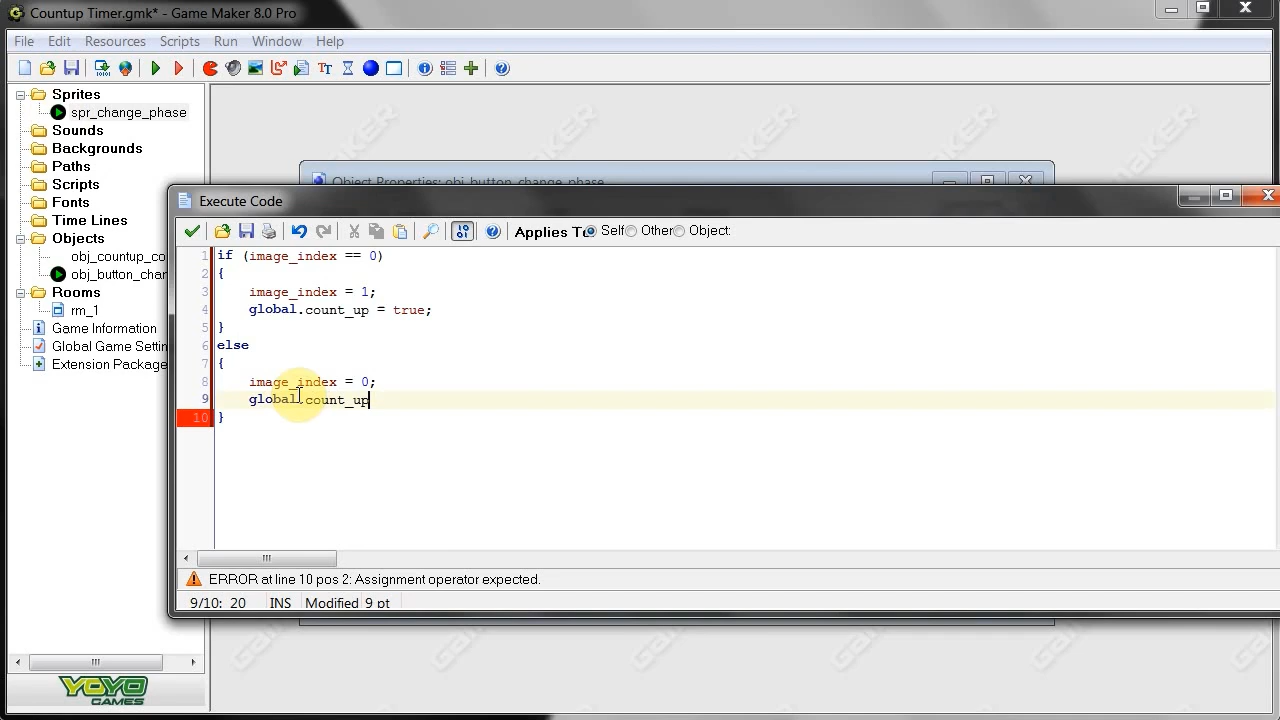 Countup Timer.gmk* - Game Maker 8.0 Pro
File Edit Resources Scripts Run Window Help
Sprites
spr_change_phase
Sounds
Backgrounds
Paths
Scripts
Fonts
Time Lines
Objects
obj_countup_co
obj_button_char
Rooms
rm_1
Game Information
Global Game Settin
Extension Package
YOYO
GAMES
Object Properties: obj_button_change_phase
Execute Code
Applies To Self Other Object:
1 if (image_index == 0)
2 {
3 image_index = 1;
4 global.count_up = true;
5 }
6 else
7 {
8 image_index = 0;
9 global.count_up
10 }
ERROR at line 10 pos 2: Assignment operator expected.
9/10: 20 INS Modified 9 pt